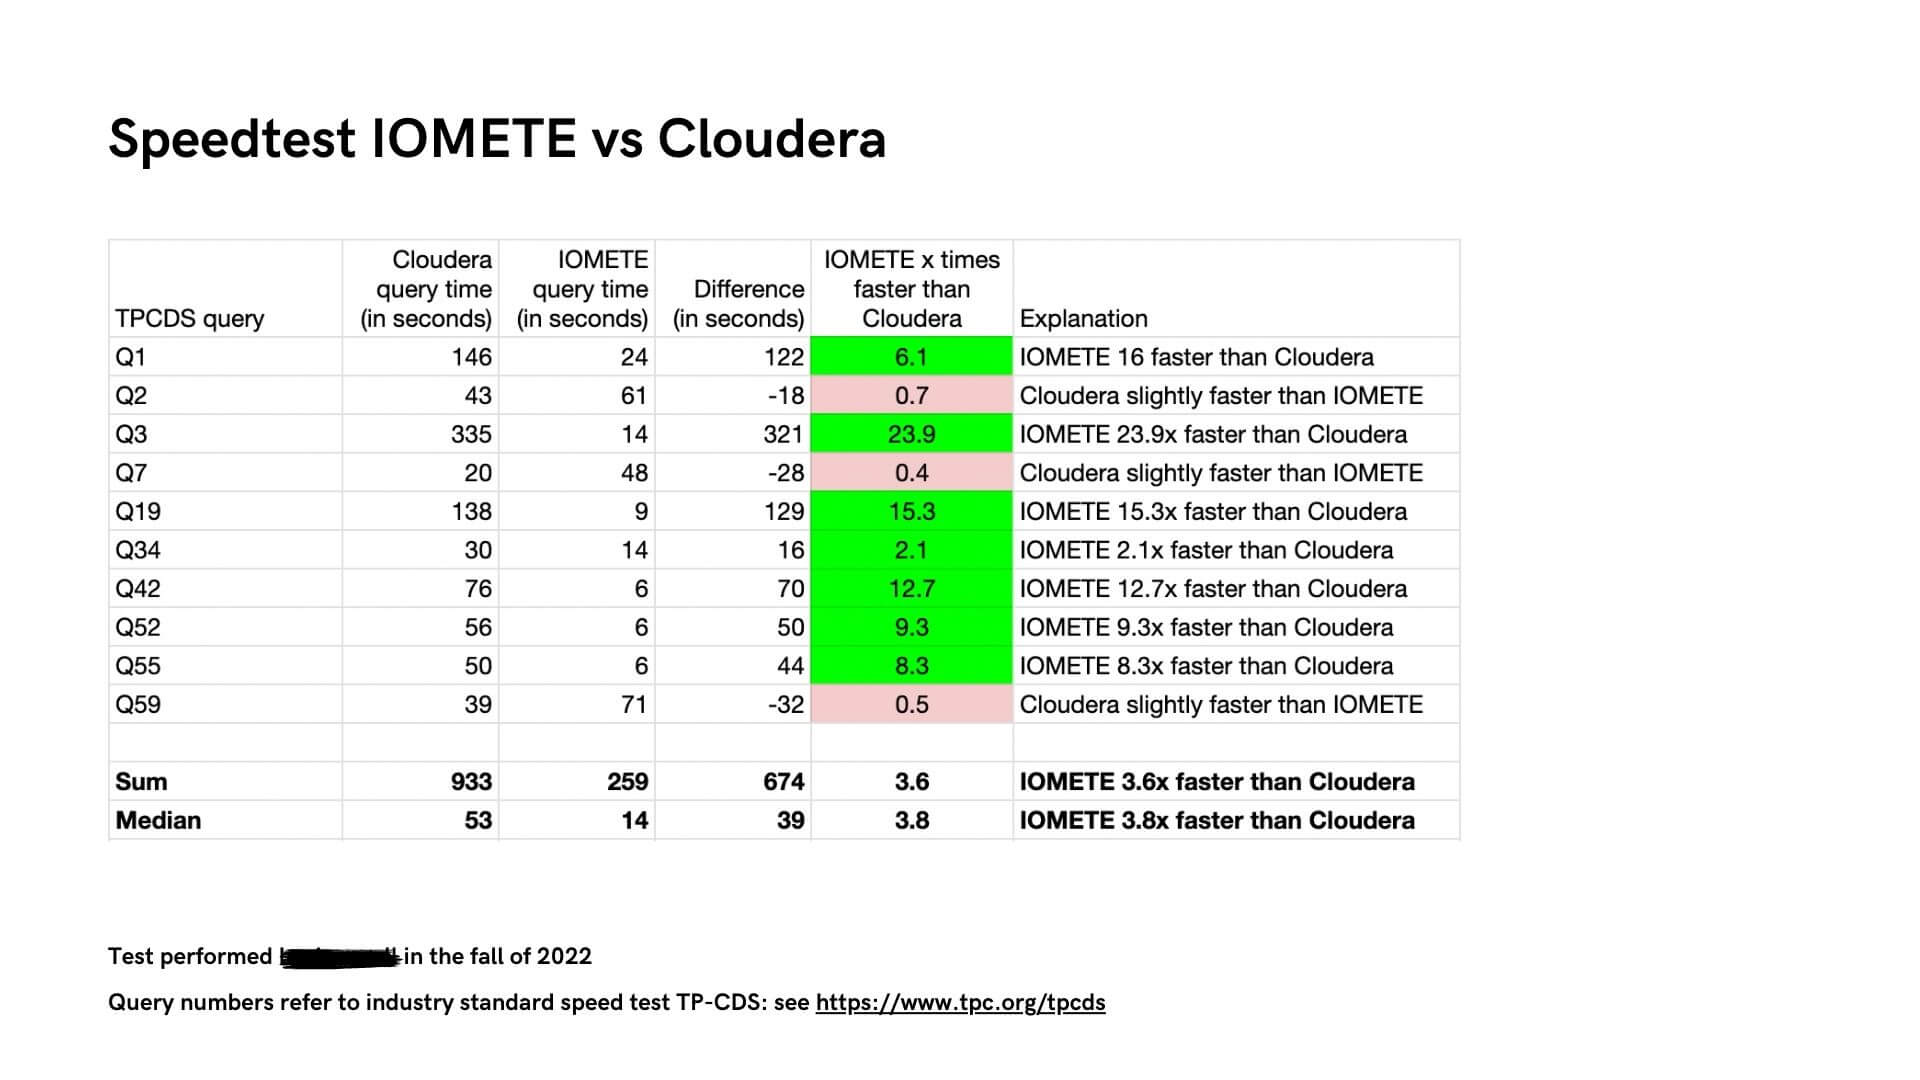 Speedtest IOMETE vs Cloudera
TPCDS query Cloudera query time (in seconds) IOMETE query time (in seconds) Difference (in seconds) IOMETE x times faster than Cloudera Explanation
Q1 146 24 122 6.1 IOMETE 16 faster than Cloudera
Q2 43 61 -18 0.7 Cloudera slightly faster than IOMETE
Q3 335 14 321 23.9 IOMETE 23.9x faster than Cloudera
Q7 20 48 -28 0.4 Cloudera slightly faster than IOMETE
Q19 138 9 129 15.3 IOMETE 15.3x faster than Cloudera
Q34 30 14 16 2.1 IOMETE 2.1x faster than Cloudera
Q42 76 6 70 12.7 IOMETE 12.7x faster than Cloudera
Q52 56 6 50 9.3 IOMETE 9.3x faster than Cloudera
Q55 50 6 44 8.3 IOMETE 8.3x faster than Cloudera
Q59 39 71 -32 0.5 Cloudera slightly faster than IOMETE
Sum 933 259 674 3.6 IOMETE 3.6x faster than Cloudera
Median 53 14 39 3.8 IOMETE 3.8x faster than Cloudera
Test performed in the fall of 2022
Query numbers refer to industry standard speed test TP-CDS: see https://www.tpc.org/tpcds